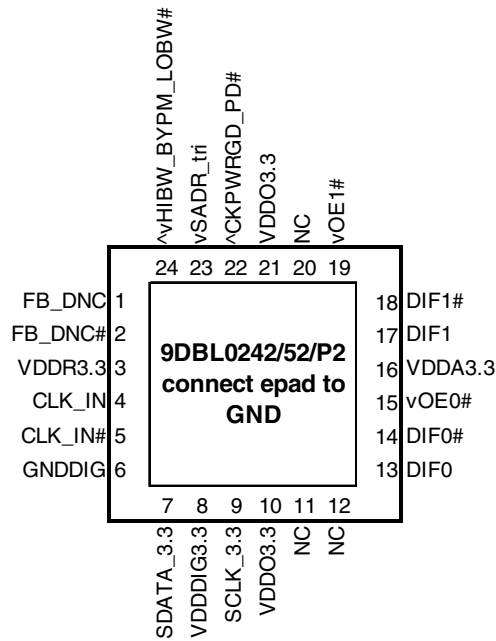 ^vHIBW_BYPM_LOBW#
vSADR_tri
^CKPWRGD_PD#
VDDO3.3
NC
vOE1#
24 23 22 21 20 19
FB_DNC 1
FB_DNC# 2
VDDR3.3 3
CLK_IN 4
CLK_IN# 5
GNDDIG 6
9DBL0242/52/P2
connect epad to
GND
18 DIF1#
17 DIF1
16 VDDA3.3
15 vOE0#
14 DIF0#
13 DIF0
7 8 9 10 11 12
SDATA_3.3
VDDDIG3.3
SCLK_3.3
VDDO3.3
NC
NC